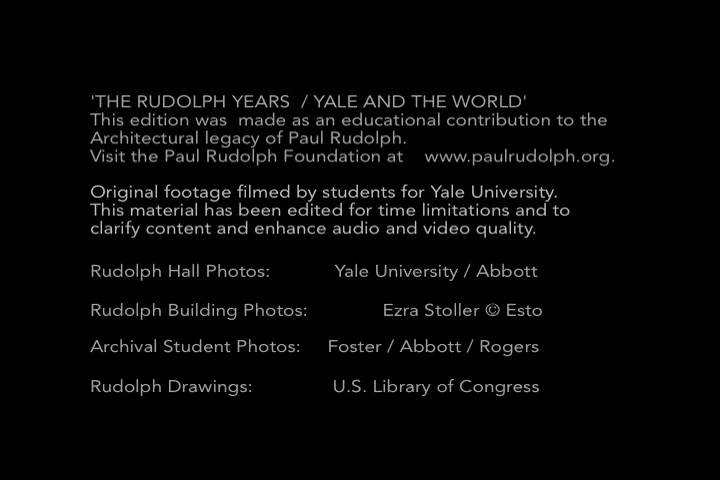 'THE RUDOLPH YEARS / YALE AND THE WORLD'
This edition was made as an educational contribution to the
Architectural legacy of Paul Rudolph.
Visit the Paul Rudolph Foundation at www.paulrudolph.org.
Original footage filmed by students for Yale University.
This material has been edited for time limitations and to
clarify content and enhance audio and video quality.
Rudolph Hall Photos: Yale University / Abbott
Rudolph Building Photos: Ezra Stoller © Esto
Archival Student Photos: Foster / Abbott / Rogers
Rudolph Drawings: U.S. Library of Congress